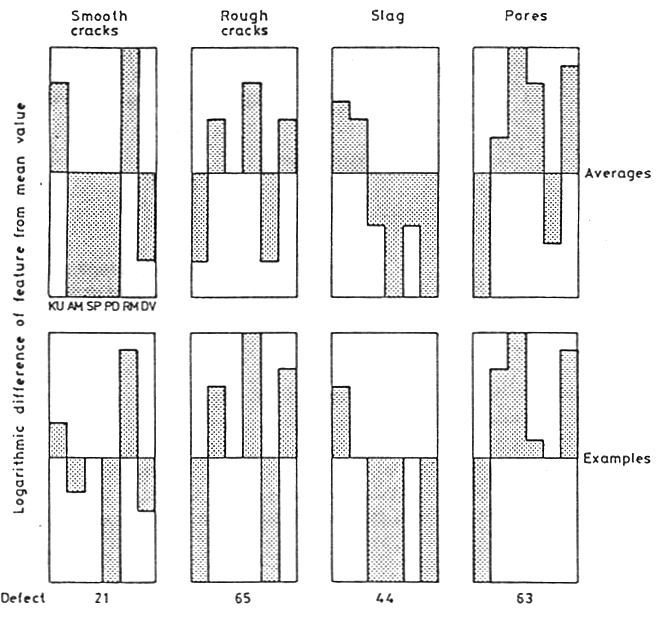 Smooth
cracks
Rough
cracks
Slag
Pores
Logarithmic difference of feature from mean value
Averages
KU AM SP PD RM DV
Examples
Defect 21 65 44 63